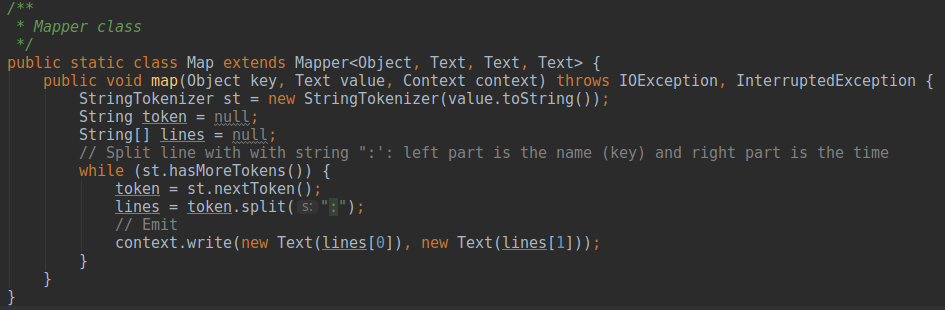 /**
 * Mapper class
 */
public static class Map extends Mapper<Object, Text, Text, Text> {
    public void map(Object key, Text value, Context context) throws IOException, InterruptedException {
        StringTokenizer st = new StringTokenizer(value.toString());
        String token = null;
        String[] lines = null;
        // Split line with with string ":': left part is the name (key) and right part is the time
        while (st.hasMoreTokens()) {
            token = st.nextToken();
            lines = token.split( s: ":");
            // Emit
            context.write(new Text(lines[0]), new Text(lines[1]));
        }
    }
}